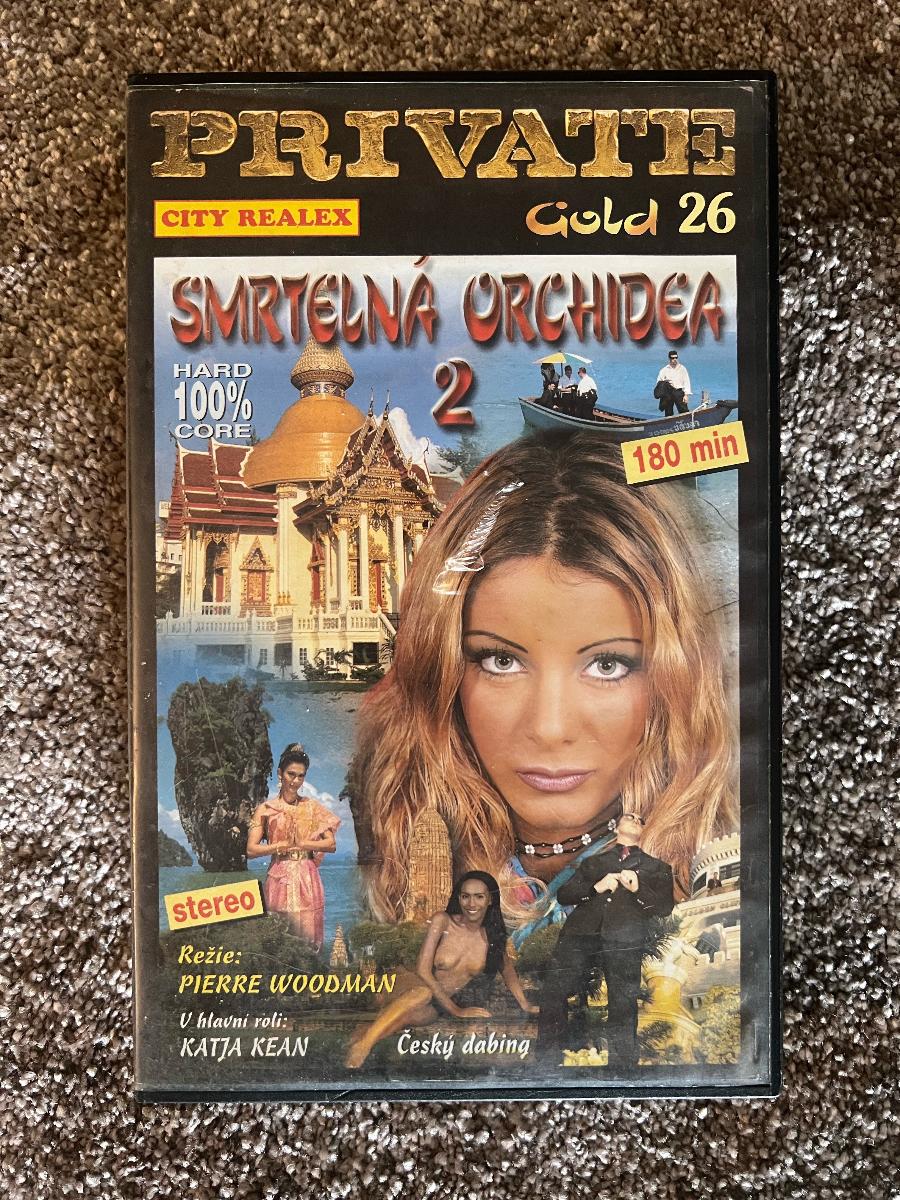 PRIVATE
CITY REALEX
Gold 26
SMRTELNÁ ORCHIDEA
2
HARD
100%
CORE
180 min
stereo
Režie:
PIERRE WOODMAN
V hlavní roli:
KATJA KEAN
Český dabing